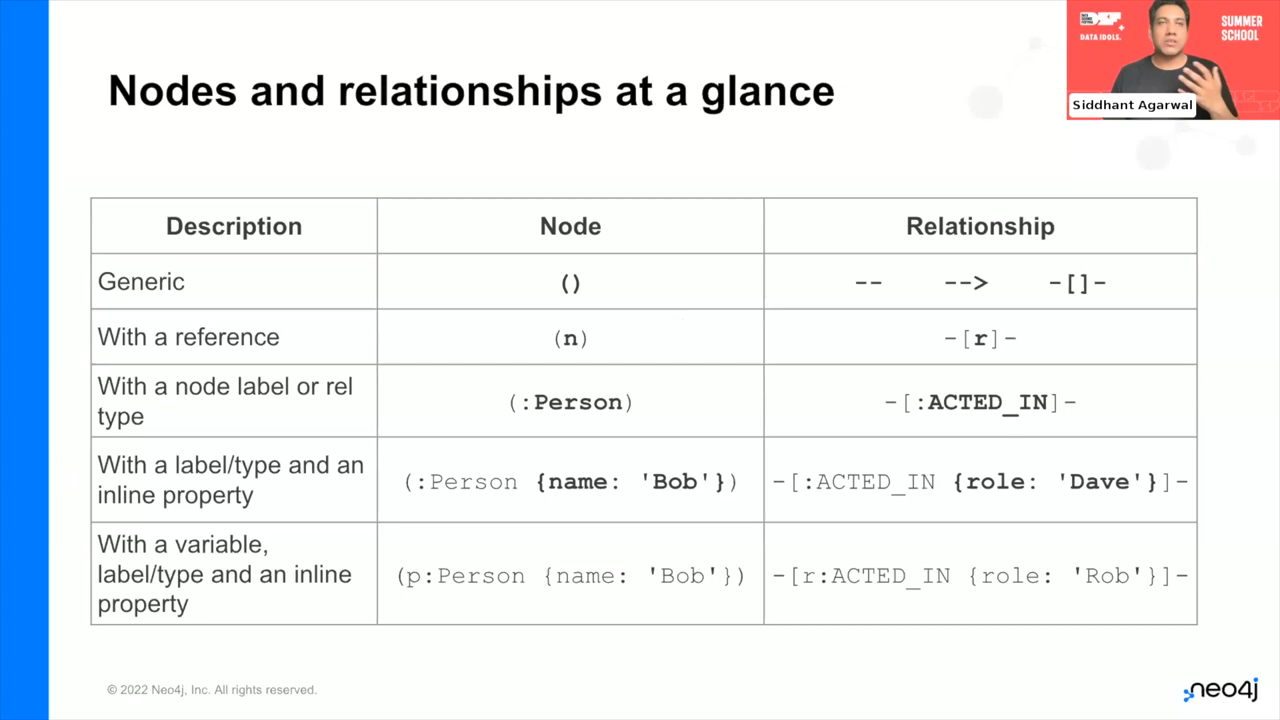 DATA IDOLS.
SUMMER
SCHOOL
Siddhant Agarwal
Nodes and relationships at a glance
Description Node Relationship
Generic () -- --> -[]-
With a reference (n) -[r]-
With a node label or rel
type (:Person) -[:ACTED_IN]-
With a label/type and an
inline property (:Person {name: 'Bob'}) -[:ACTED_IN {role: 'Dave'}]-
With a variable,
label/type and an inline
property (p:Person {name: 'Bob'}) -[r:ACTED_IN {role: 'Rob'}]-
© 2022 Neo4j, Inc. All rights reserved.
neo4j